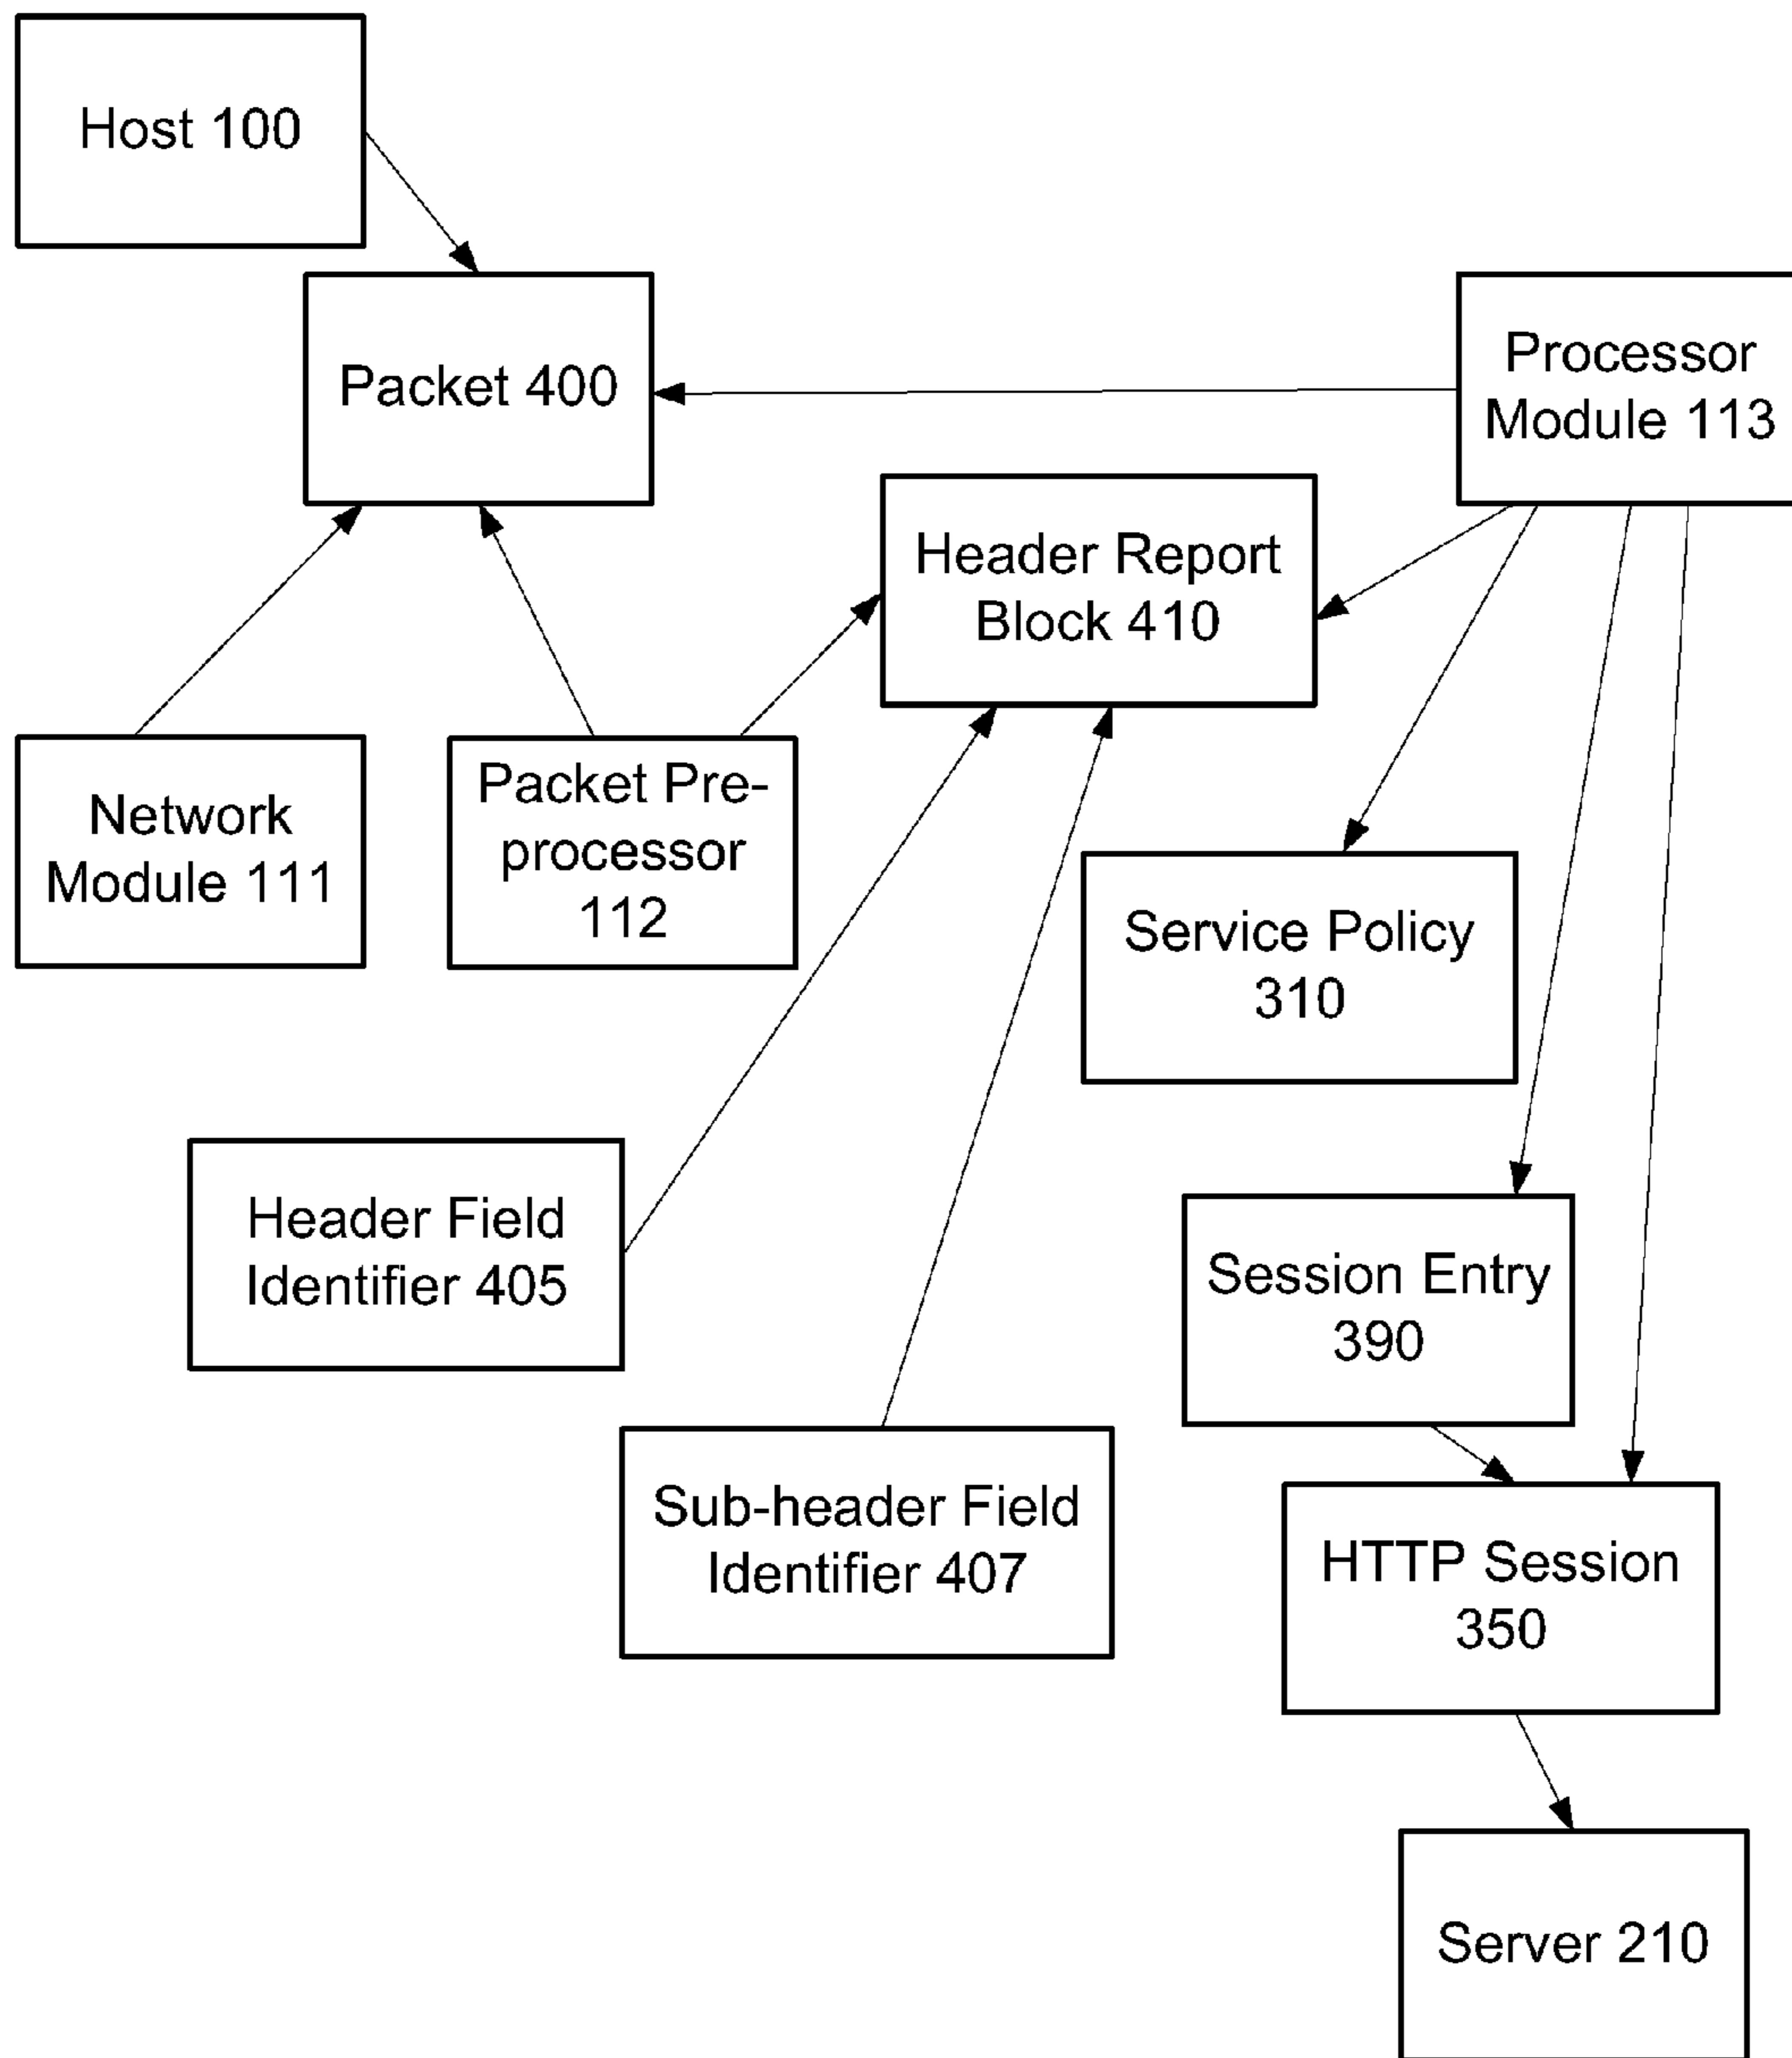 Host 100
Packet 400
Processor
Module 113
Header Report
Block 410
Network
Module 111
Packet Pre-
processor
112
Service Policy
310
Header Field
Identifier 405
Session Entry
390
Sub-header Field
Identifier 407
HTTP Session
350
Server 210